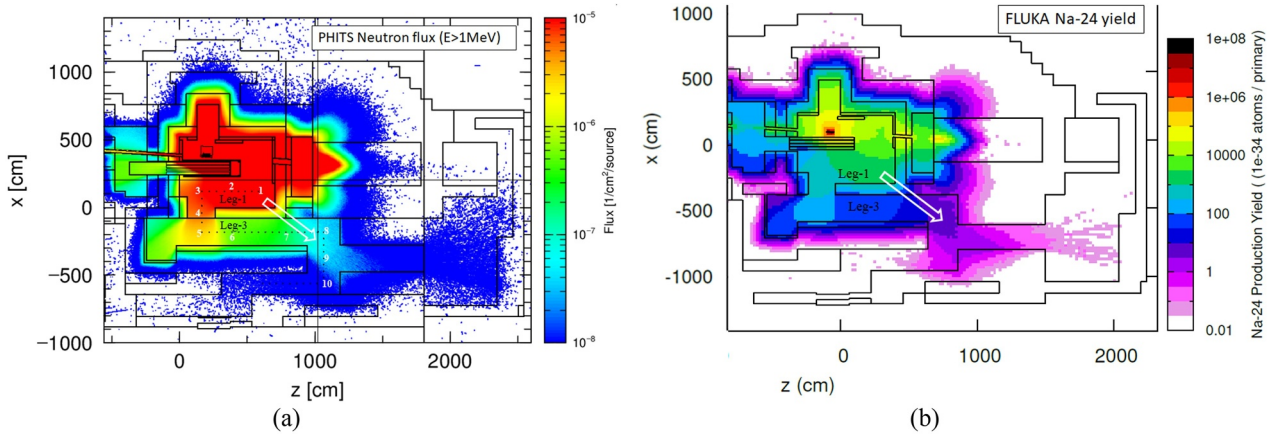 PHITS Neutron flux (E>1MeV)
x [cm]
1000
500
0
−500
−1000
0
1000
2000
z [cm]
3 2 1
Leg-1
4
Leg-3
5 6 7 8
9
10
10⁻⁵
10⁻⁶
10⁻⁷
10⁻⁸
Flux [1/cm²/source]
(a)
FLUKA Na-24 yield
x (cm)
1000
500
0
-500
-1000
0
1000
2000
z (cm)
Leg-1
Leg-3
1e+08
1e+06
10000
100
1
0.01
Na-24 Production Yield ( (1e-34 atoms / primary)
(b)